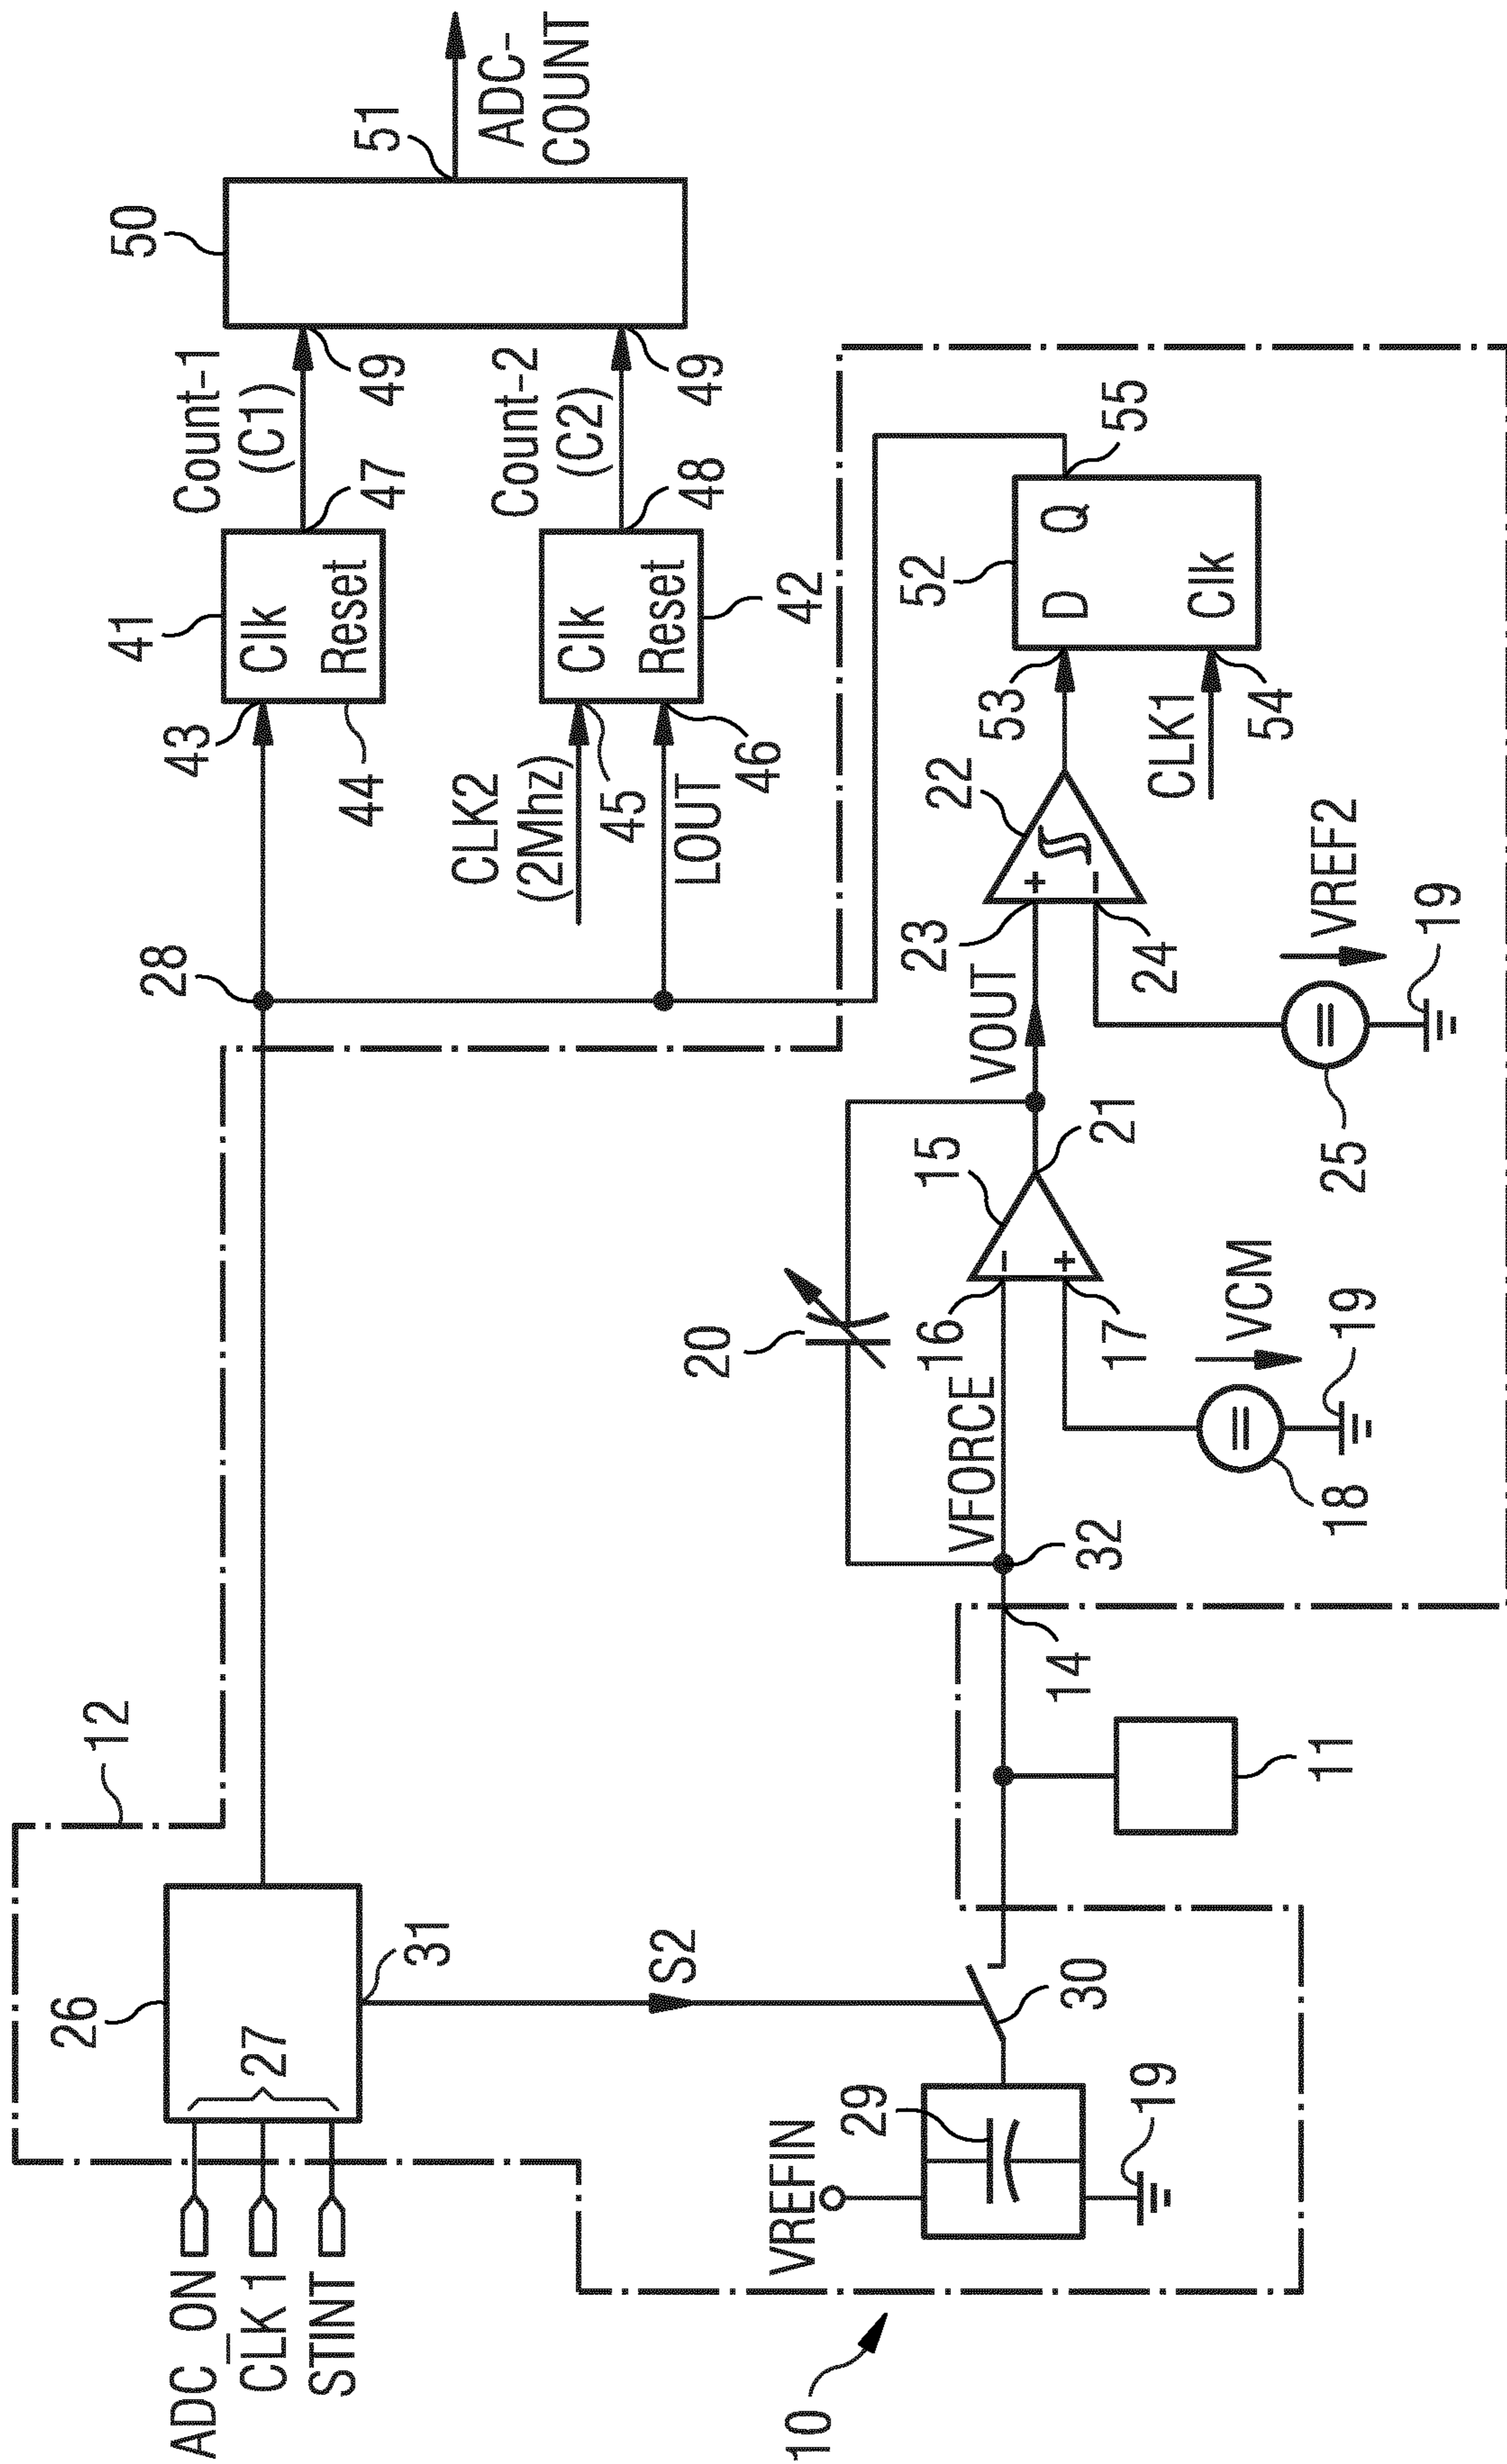 ADC_ON
CLK 1
STINT
27
26
31
S2
12
28
43
44
41
Clk
Reset
47
Count-1
(C1)
49
50
51
ADC-
COUNT
CLK2
(2Mhz)
45
LOUT
46
Clk
Reset
42
48
Count-2
(C2)
49
10
VREFIN
29
19
30
11
14
32
VFORCE
20
16
17
15
-
+
21
18
VCM
19
VOUT
23
24
22
+
-
25
VREF2
19
53
CLK1
54
52
D Q
Clk
55